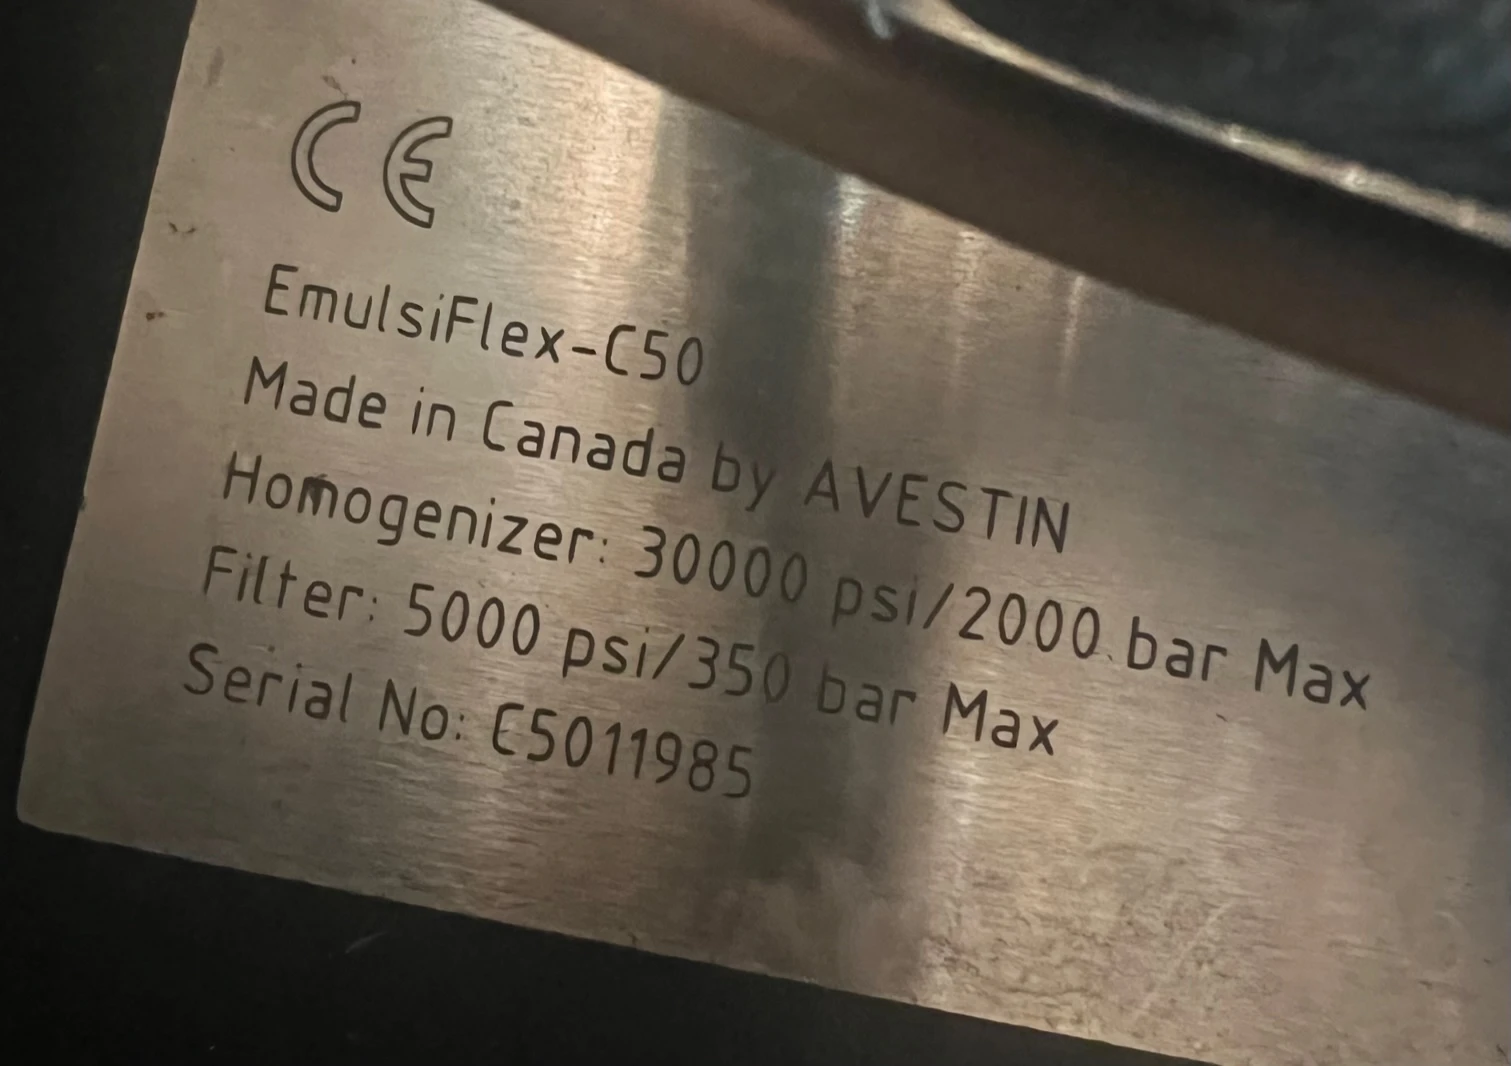 CE
EmulsiFlex-C50
Made in Canada by AVESTIN
Homogenizer: 30000 psi/2000 bar Max
Filter: 5000 psi/350 bar Max
Serial No: C5011985